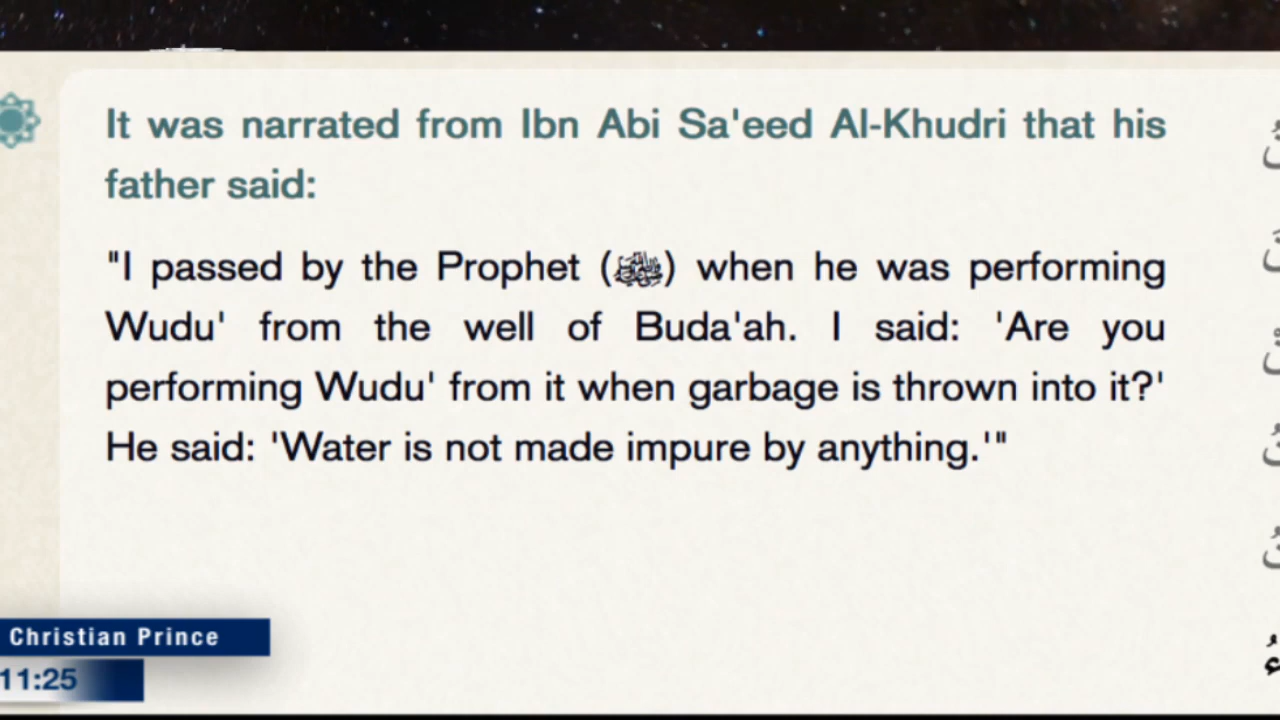 It was narrated from Ibn Abi Sa'eed Al-Khudri that his
father said:
"I passed by the Prophet (ﷺ) when he was performing
Wudu' from the well of Buda'ah. I said: 'Are you
performing Wudu' from it when garbage is thrown into it?'
He said: 'Water is not made impure by anything.'"
Christian Prince
11:25